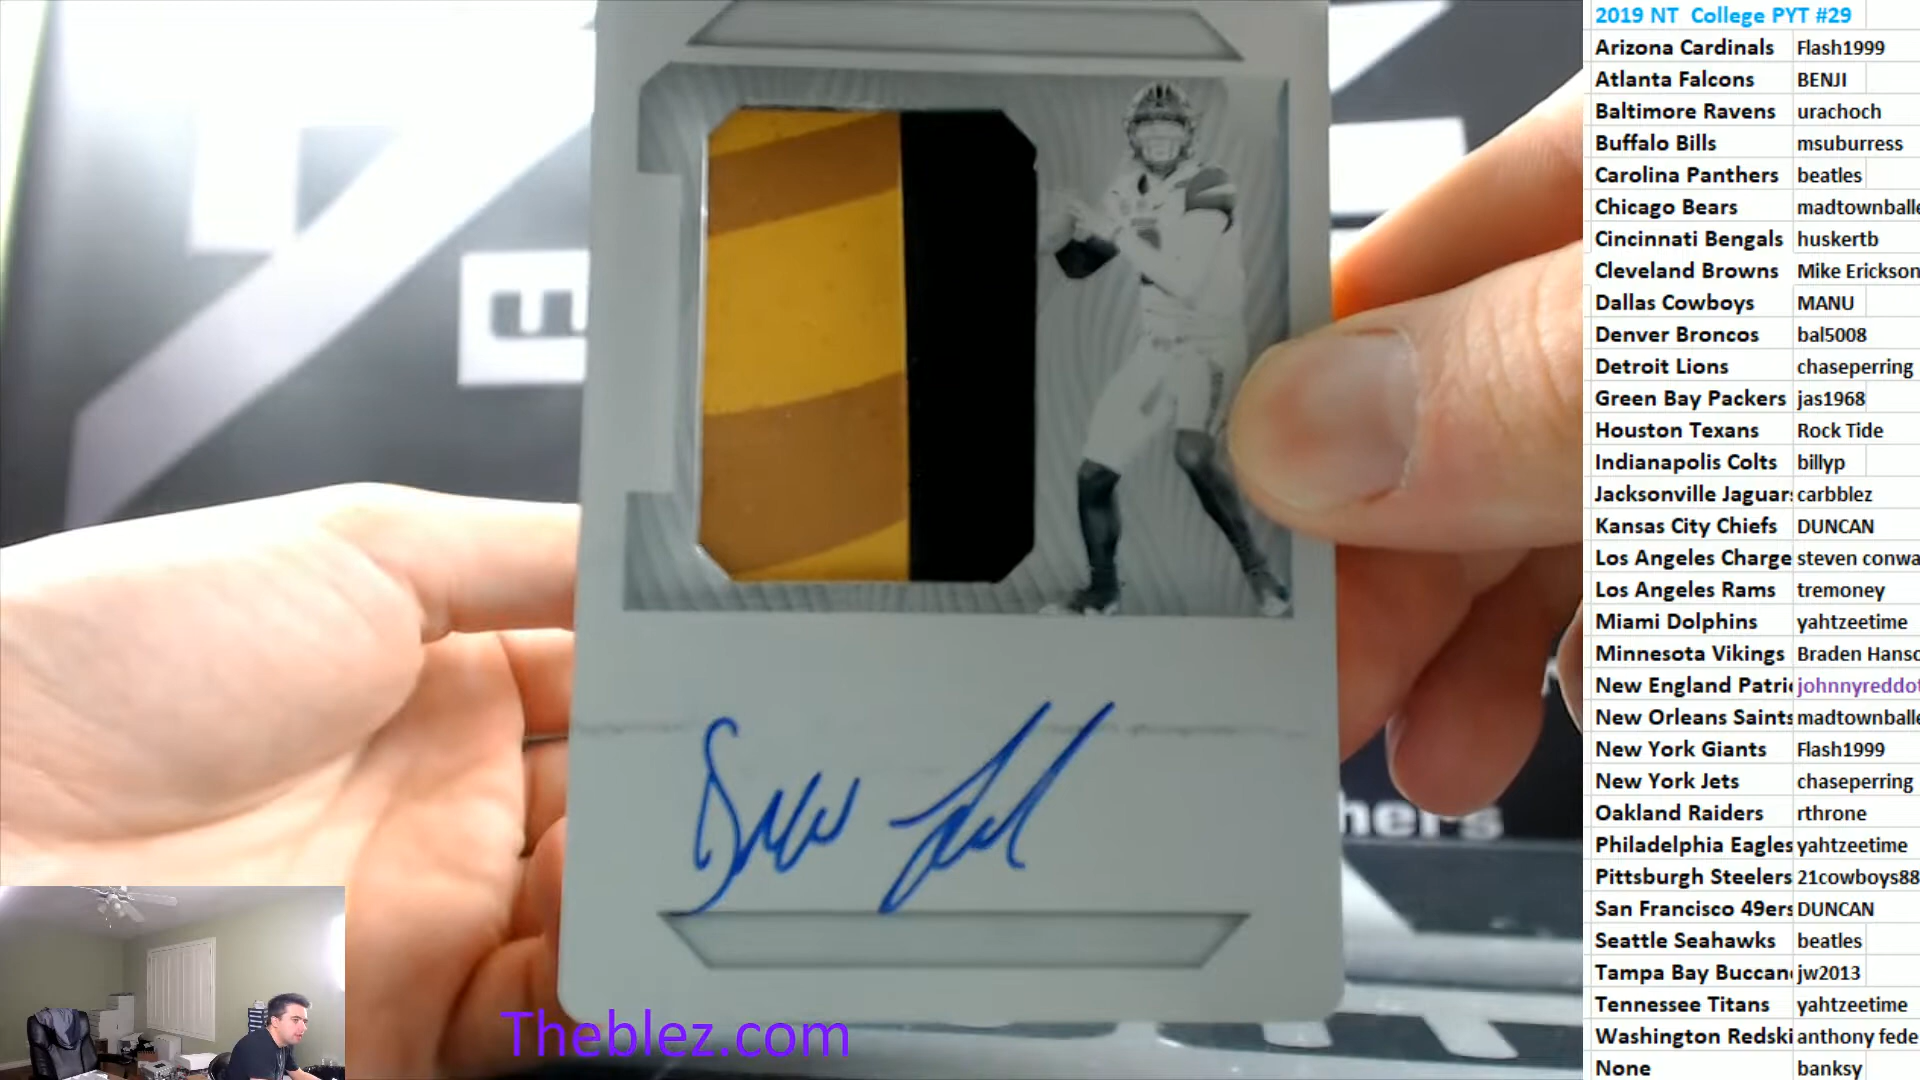 2019 NT College PYT #29
Arizona Cardinals Flash1999
Atlanta Falcons BENJI
Baltimore Ravens urachoch
Buffalo Bills msuburress
Carolina Panthers beatles
Chicago Bears madtownballe
Cincinnati Bengals huskertb
Cleveland Browns Mike Erickson
Dallas Cowboys MANU
Denver Broncos bal5008
Detroit Lions chaseperring
Green Bay Packers jas1968
Houston Texans Rock Tide
Indianapolis Colts billyp
Jacksonville Jaguars carbblez
Kansas City Chiefs DUNCAN
Los Angeles Charge steven conwa
Los Angeles Rams tremoney
Miami Dolphins yahtzeetime
Minnesota Vikings Braden Hanso
New England Patri johnnyreddot
New Orleans Saints madtownballe
New York Giants Flash1999
New York Jets chaseperring
Oakland Raiders rthrone
Philadelphia Eagles yahtzeetime
Pittsburgh Steelers 21cowboys88
San Francisco 49ers DUNCAN
Seattle Seahawks beatles
Tampa Bay Buccan jw2013
Tennessee Titans yahtzeetime
Washington Redski anthony fede
None banksy
Drew Lock
hers
Theblez.com